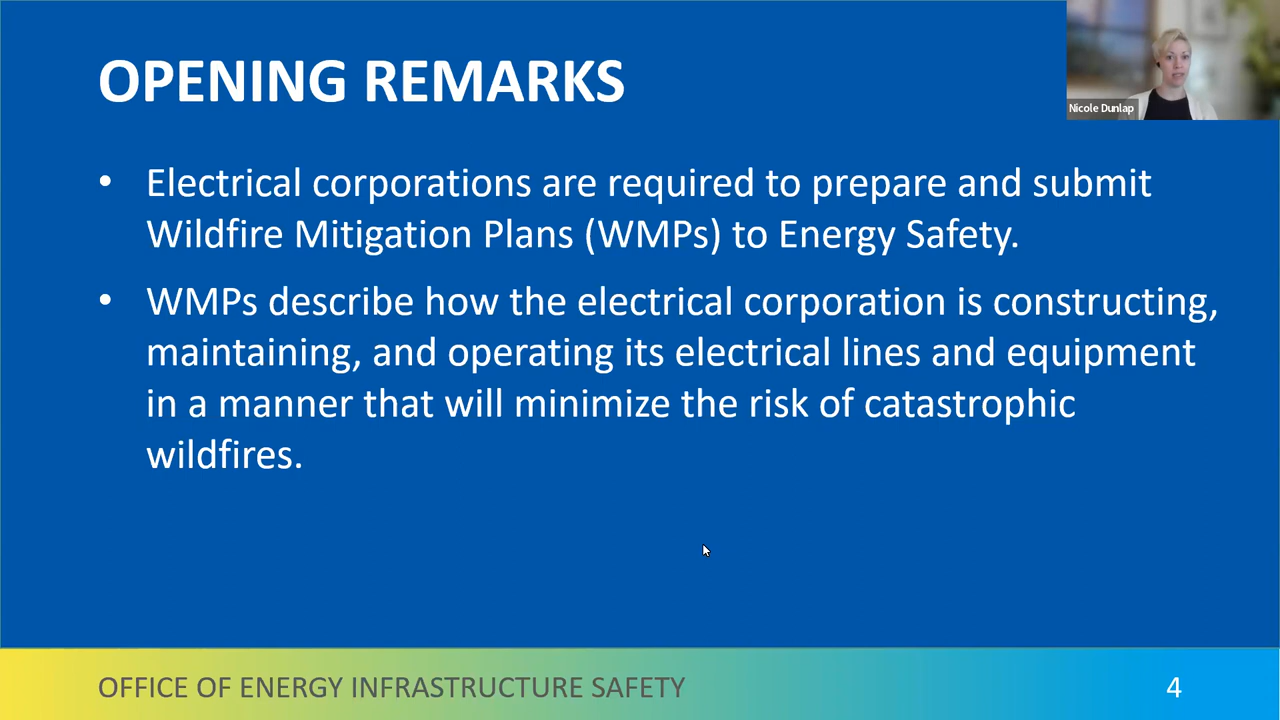 OPENING REMARKS
Nicole Dunlap
• Electrical corporations are required to prepare and submit
Wildfire Mitigation Plans (WMPs) to Energy Safety.
• WMPs describe how the electrical corporation is constructing,
maintaining, and operating its electrical lines and equipment
in a manner that will minimize the risk of catastrophic
wildfires.
OFFICE OF ENERGY INFRASTRUCTURE SAFETY
4